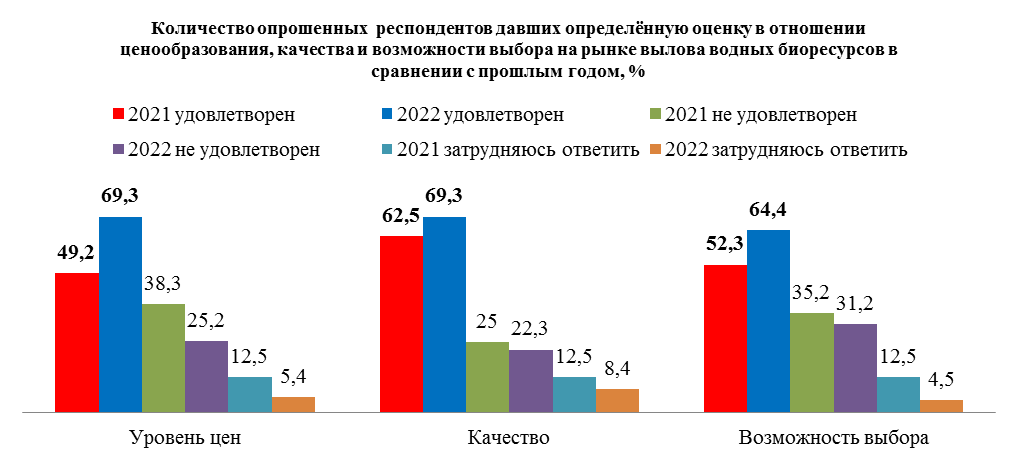 Количество опрошенных респондентов давших определённую оценку в отношении
ценообразования, качества и возможности выбора на рынке вылова водных биоресурсов в
сравнении с прошлым годом, %
2021 удовлетворен
2022 удовлетворен
2021 не удовлетворен
2022 не удовлетворен
2021 затрудняюсь ответить
2022 затрудняюсь ответить
49,2
69,3
38,3
25,2
12,5
5,4
62,5
69,3
25
22,3
12,5
8,4
52,3
64,4
35,2
31,2
12,5
4,5
Уровень цен
Качество
Возможность выбора